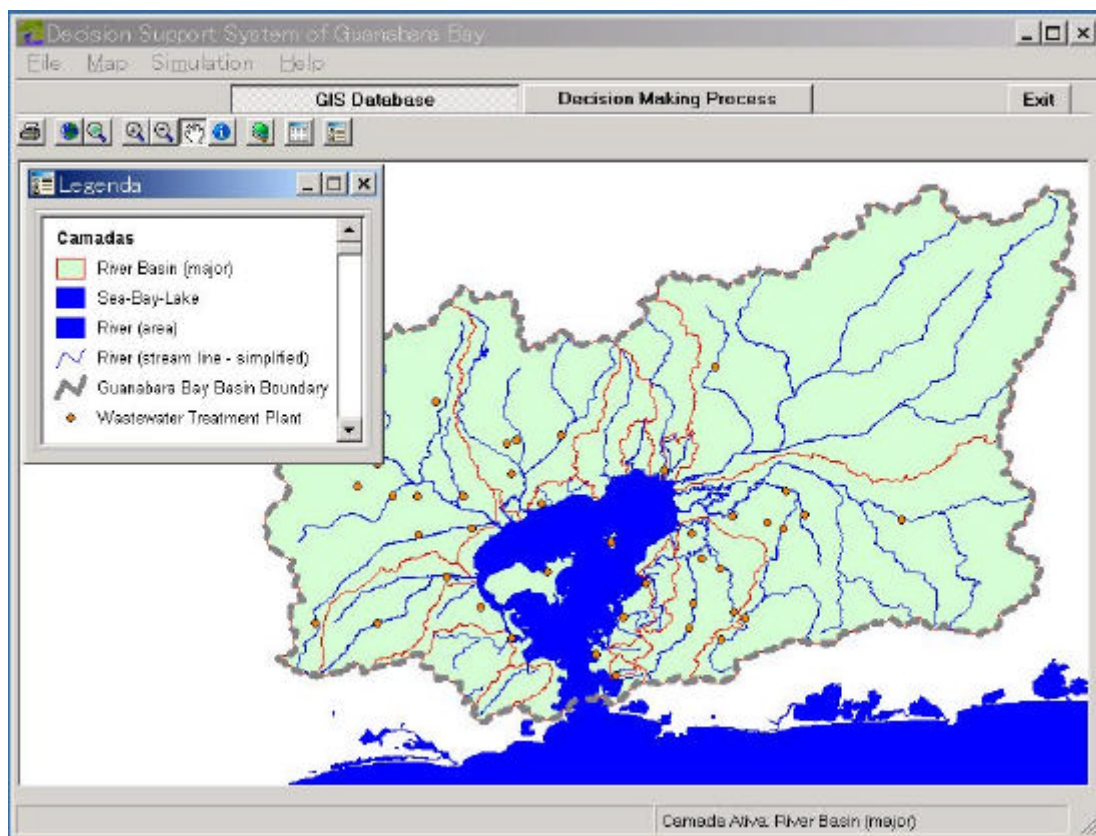 Decision Support System of Guanabara Bay
File Map Simulation Help
GIS Database Decision Making Process Exit
Legenda
Camadas
River Basin (major)
Sea-Bay-Lake
River (area)
River (stream line - simplified)
Guanabara Bay Basin Boundary
Wastewater Treatment Plant
Camada Ativa: River Basin (major)